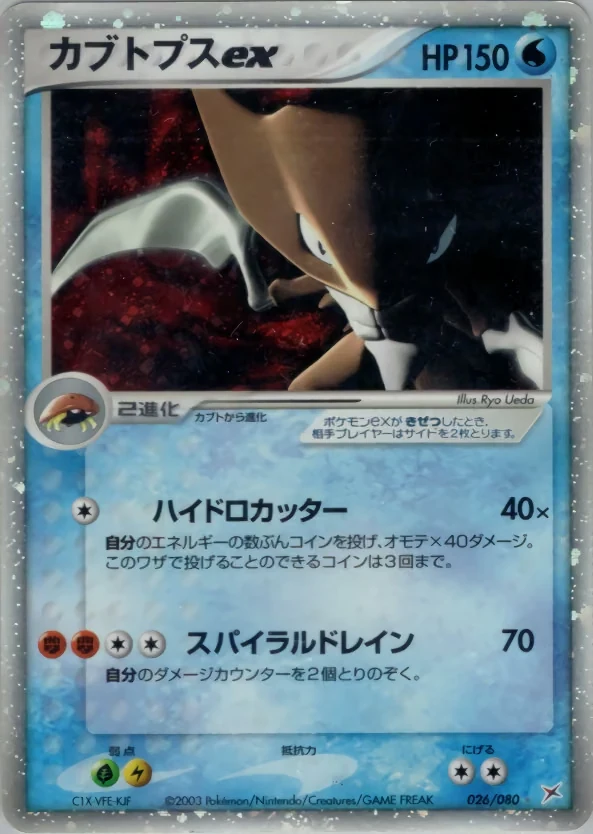 カブトプスex HP150
Illus. Ryo Ueda
2進化 カブトから進化
ポケモンexが きぜつしたとき、
相手プレイヤーはサイドを2枚とります。
ハイドロカッター 40×
自分のエネルギーの数ぶんコインを投げ、オモテ×40ダメージ。
このワザで投げることのできるコインは3回まで。
スパイラルドレイン 70
自分のダメージカウンターを2個とりのぞく。
弱点 抵抗力 にげる
C1X-VFE-KJF ©2003 Pokémon/Nintendo/Creatures/GAME FREAK 026/080